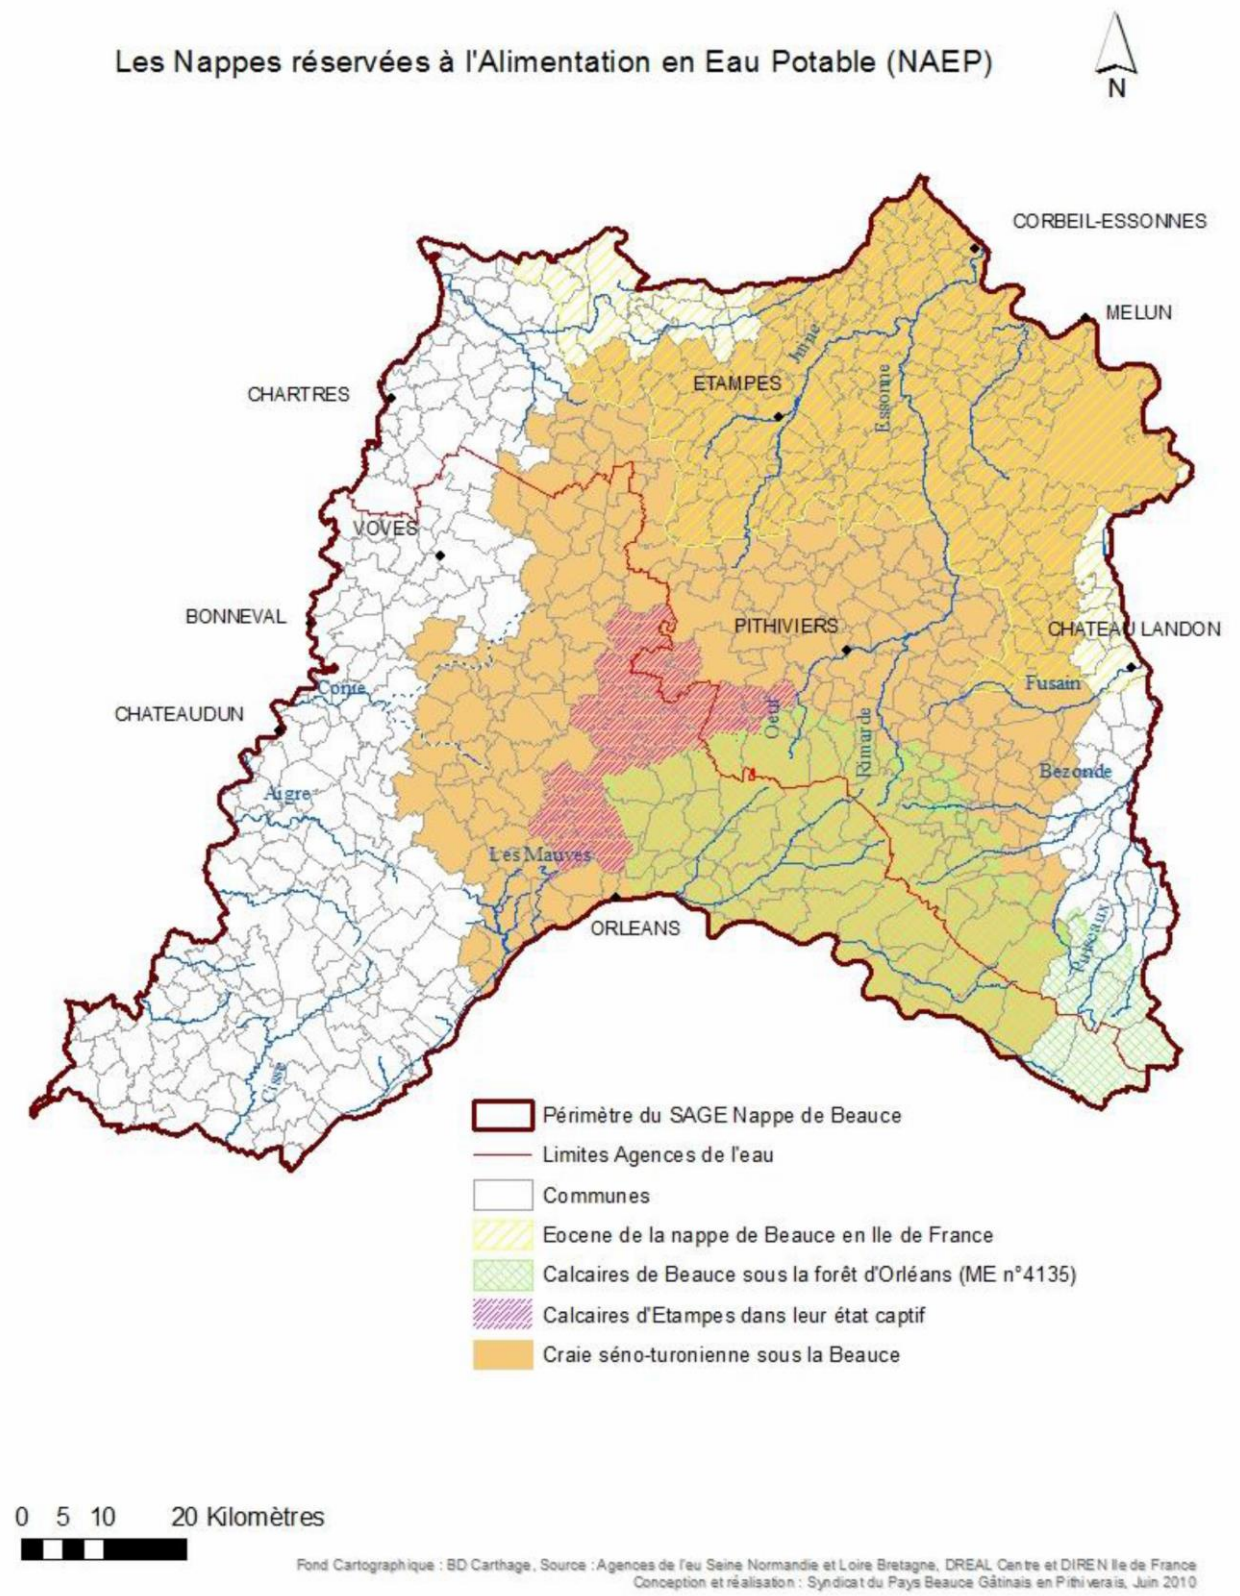 Les Nappes réservées à l'Alimentation en Eau Potable (NAEP)
N
CORBEIL-ESSONNES
MELUN
CHARTRES
ETAMPES
Juine
Essonne
VOVES
BONNEVAL
PITHIVIERS
CHATEAU LANDON
Conie
Fusain
CHATEAUDUN
Oeuf
Rimarde
Bezonde
Aigre
Les Mauves
ORLEANS
Puiseaux
Cisse
Périmètre du SAGE Nappe de Beauce
Limites Agences de l'eau
Communes
Eocene de la nappe de Beauce en Ile de France
Calcaires de Beauce sous la forêt d'Orléans (ME n°4135)
Calcaires d'Etampes dans leur état captif
Craie séno-turonienne sous la Beauce
0 5 10 20 Kilomètres
Fond Cartographique : BD Carthage, Source : Agences de l'eu Seine Normandie et Loire Bretagne, DREAL Centre et DIREN Ile de France
Conception et réalisation : Syndicat du Pays Beauce Gâtinais en Pithiverais, Juin 2010